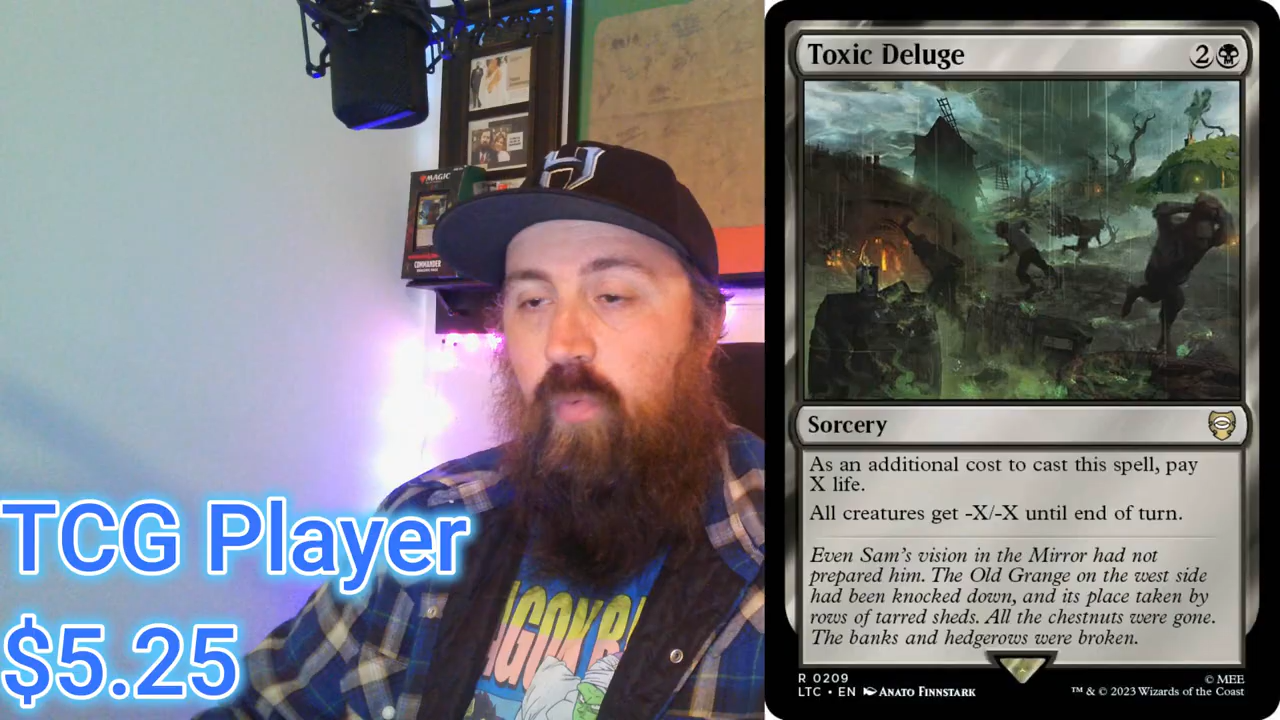 MAGIC
COMMANDER
AGON BA
TCG Player
$5.25
Toxic Deluge
2
Sorcery
As an additional cost to cast this spell, pay
X life.
All creatures get -X/-X until end of turn.
Even Sam's vision in the Mirror had not
prepared him. The Old Grange on the west side
had been knocked down, and its place taken by
rows of tarred sheds. All the chestnuts were gone.
The banks and hedgerows were broken.
R 0209
LTC • EN ANATO FINNSTARK
© MEE
™ & © 2023 Wizards of the Coast